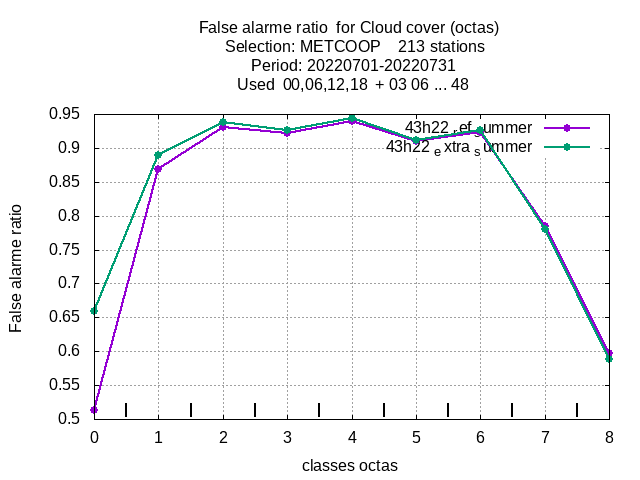 False alarme ratio for Cloud cover (octas)
Selection: METCOOP 213 stations
Period: 20220701-20220731
Used 00,06,12,18 + 03 06 ... 48
43h22_ref_summer
43h22_extra_summer
False alarme ratio
0.95
0.9
0.85
0.8
0.75
0.7
0.65
0.6
0.55
0.5
0 1 2 3 4 5 6 7 8
classes octas